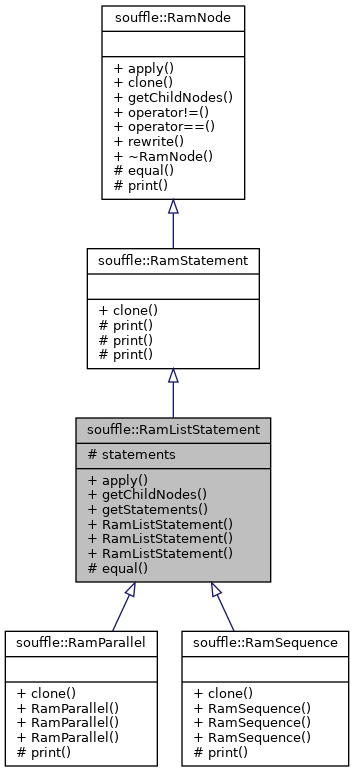 souffle::RamNode
+ apply()
+ clone()
+ getChildNodes()
+ operator!=()
+ operator==()
+ rewrite()
+ ~RamNode()
# equal()
# print()
souffle::RamStatement
+ clone()
# print()
# print()
# print()
souffle::RamListStatement
# statements
+ apply()
+ getChildNodes()
+ getStatements()
+ RamListStatement()
+ RamListStatement()
+ RamListStatement()
# equal()
souffle::RamParallel
+ clone()
+ RamParallel()
+ RamParallel()
+ RamParallel()
# print()
souffle::RamSequence
+ clone()
+ RamSequence()
+ RamSequence()
+ RamSequence()
# print()